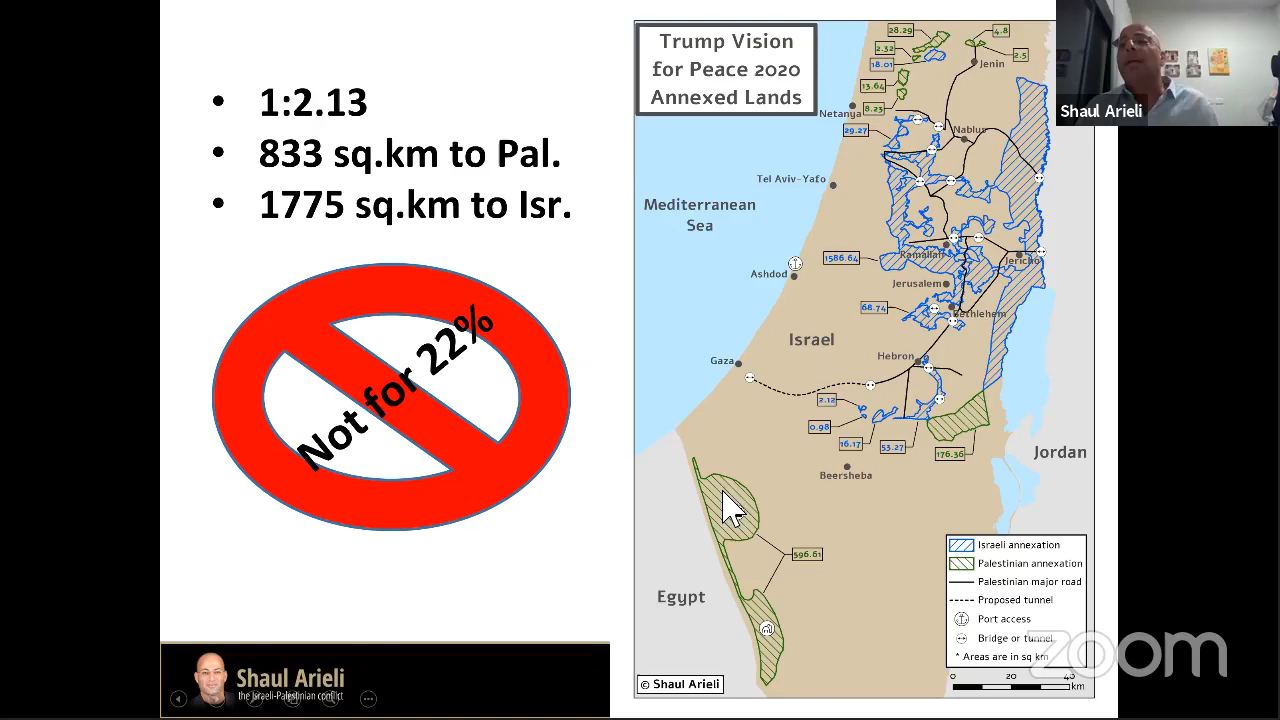 • 1:2.13
• 833 sq.km to Pal.
• 1775 sq.km to Isr.
Not for 22%
Shaul Arieli
the Israeli-Palestinian conflict
Trump Vision
for Peace 2020
Annexed Lands
28.29
4.8
2.32
2.5
18.01
Jenin
13.64
8.23
Netanya
29.27
Nablus
Tel Aviv-Yafo
Mediterranean
Sea
Ramallah
1586.64
Jericho
Ashdod
Jerusalem
68.74
Bethlehem
Israel
Hebron
Gaza
2.12
0.98
16.17
53.27
176.36
Jordan
Beersheba
596.61
Egypt
Israeli annexation
Palestinian annexation
Palestinian major road
Proposed tunnel
Port access
Bridge or tunnel
* Areas are in sq km
0 20 40
km
© Shaul Arieli
Shaul Arieli
zoom